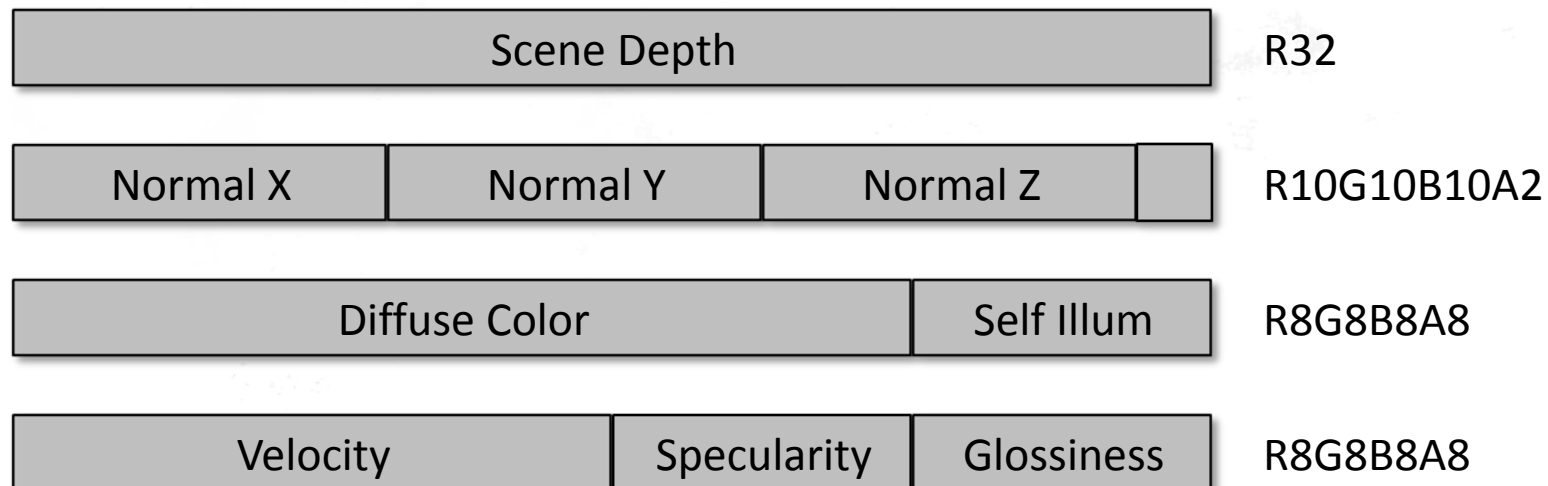 Scene Depth R32
Normal X Normal Y Normal Z R10G10B10A2
Diffuse Color Self Illum R8G8B8A8
Velocity Specularity Glossiness R8G8B8A8